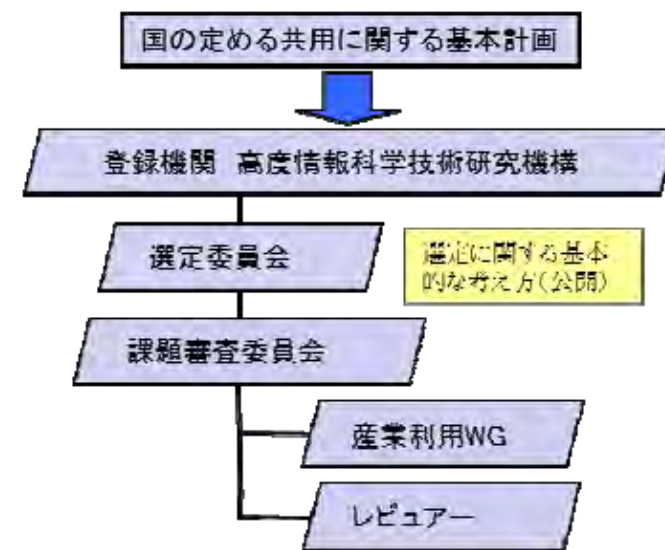 国の定める共用に関する基本計画
登録機関 高度情報科学技術研究機構
選定委員会
選定に関する基本
的な考え方(公開)
課題審査委員会
産業利用WG
レビュアー